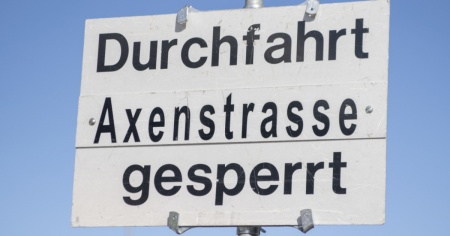 Durchfahrt
Axenstrasse
gesperrt